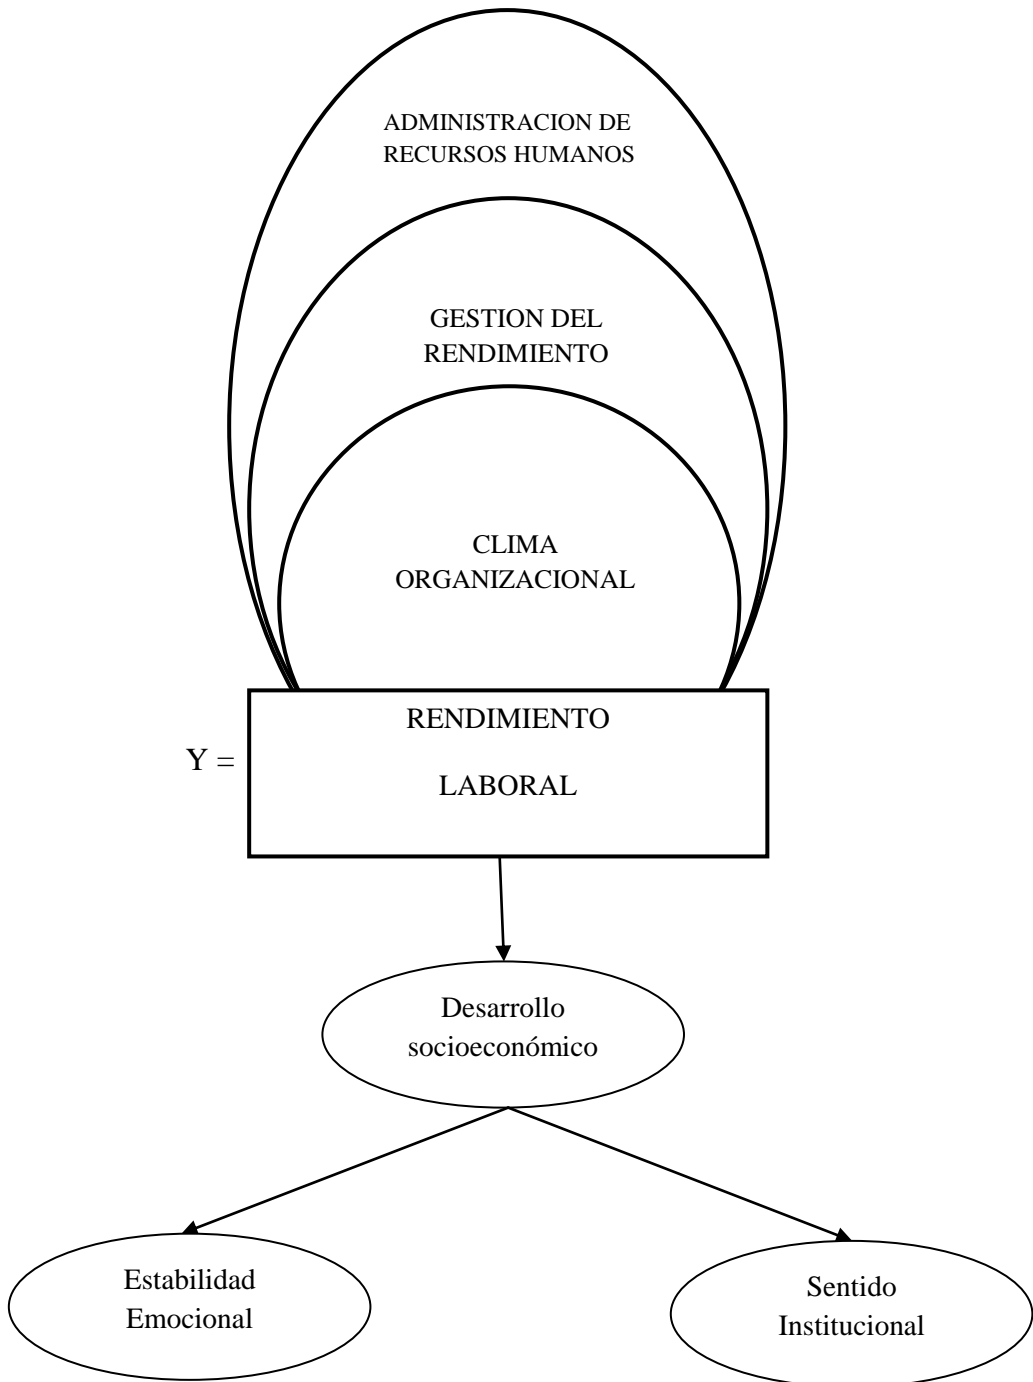 ADMINISTRACION DE
RECURSOS HUMANOS
GESTION DEL
RENDIMIENTO
CLIMA
ORGANIZACIONAL
RENDIMIENTO
Y =
LABORAL
Desarrollo
socioeconómico
Estabilidad
Emocional
Sentido
Institucional